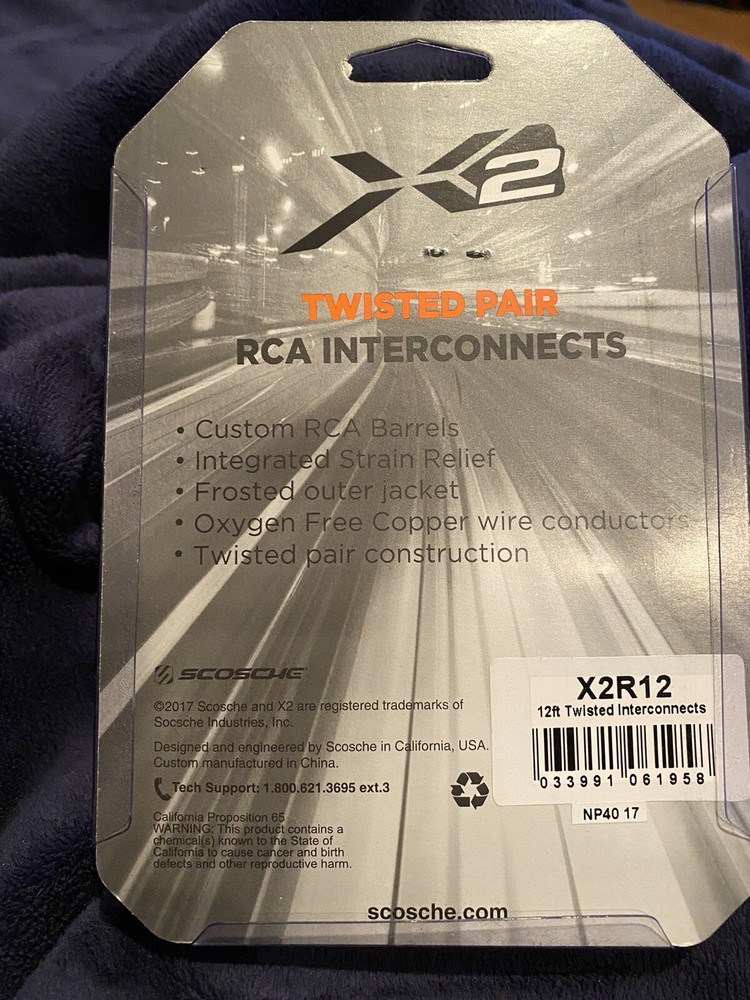 X2
TWISTED PAIR
RCA INTERCONNECTS
• Custom RCA Barrels
• Integrated Strain Relief
• Frosted outer jacket
• Oxygen Free Copper wire conductors
• Twisted pair construction
SCOSCHE
©2017 Scosche and X2 are registered trademarks of
Socsche Industries, Inc.
Designed and engineered by Scosche in California, USA.
Custom manufactured in China.
Tech Support: 1.800.621.3695 ext.3
California Proposition 65
WARNING: This product contains a
chemical(s) known to the State of
California to cause cancer and birth
defects and other reproductive harm.
X2R12
12ft Twisted Interconnects
033991 061958
NP40 17
scosche.com